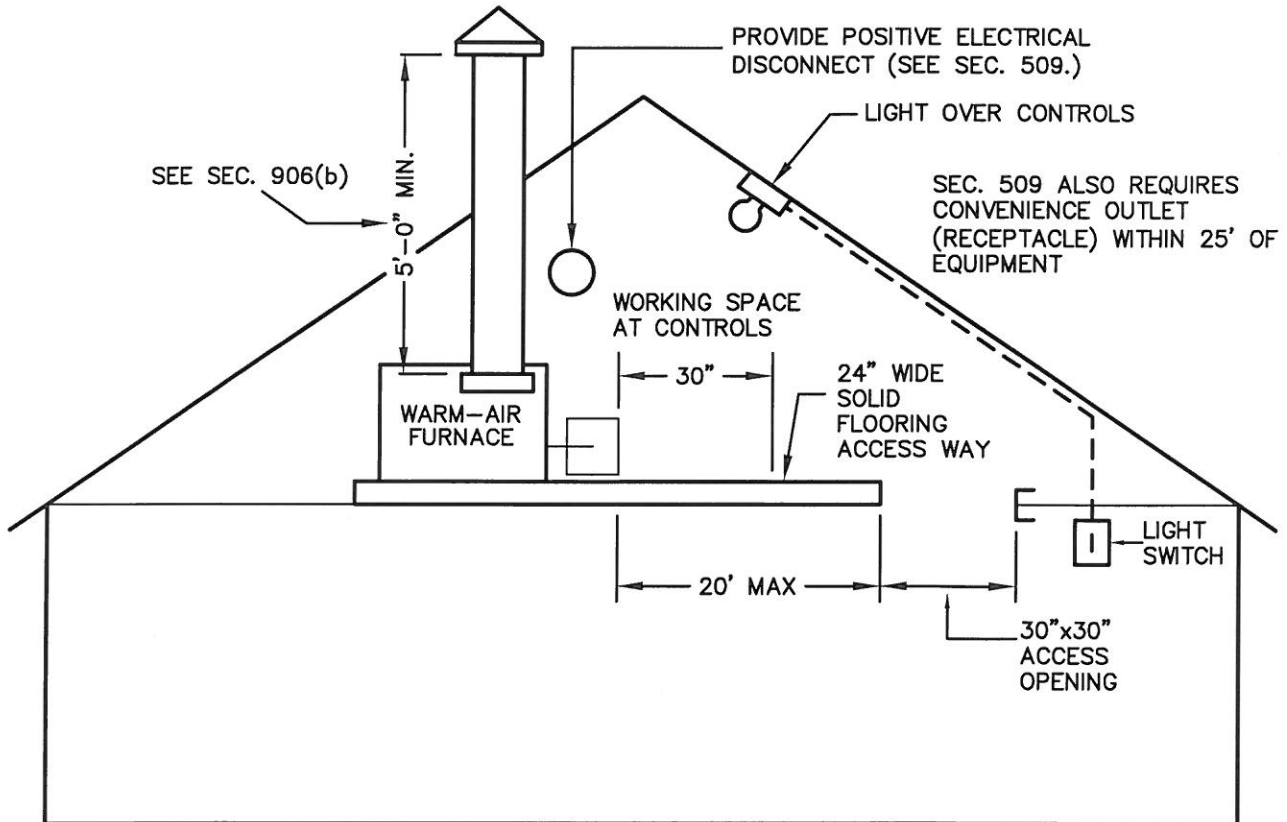 PROVIDE POSITIVE ELECTRICAL
DISCONNECT (SEE SEC. 509.)
LIGHT OVER CONTROLS
SEE SEC. 906(b)
5'-0" MIN.
SEC. 509 ALSO REQUIRES
CONVENIENCE OUTLET
(RECEPTACLE) WITHIN 25' OF
EQUIPMENT
WORKING SPACE
AT CONTROLS
30"
24" WIDE
SOLID
FLOORING
ACCESS WAY
WARM-AIR
FURNACE
LIGHT
SWITCH
20' MAX
30"x30"
ACCESS
OPENING